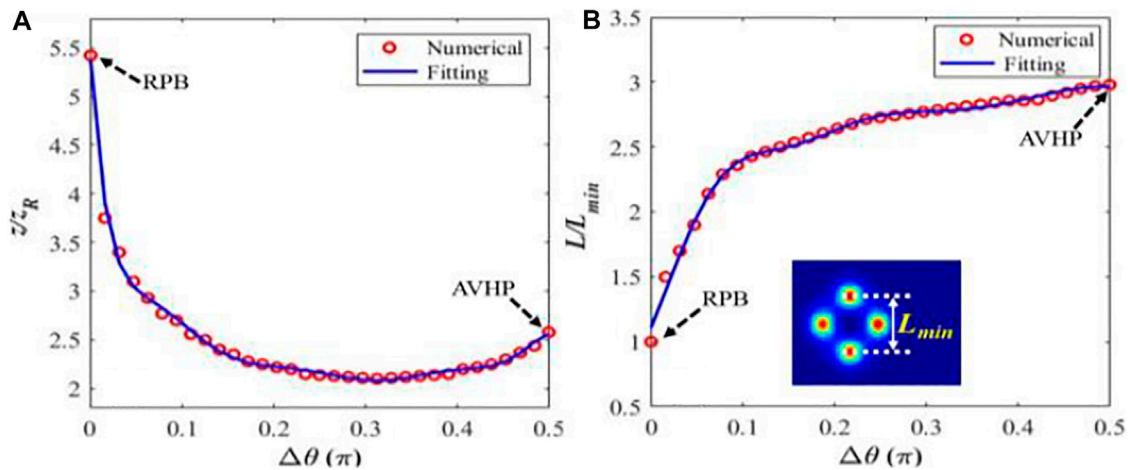 A
5.5
5
4.5
4
3.5
3
2.5
2
z/z_R
0
0.1
0.2
0.3
0.4
0.5
Δθ (π)
Numerical
Fitting
RPB
AVHP
B
3.5
3
2.5
2
1.5
1
0.5
L/L_min
0
0.1
0.2
0.3
0.4
0.5
Δθ (π)
Numerical
Fitting
AVHP
RPB
L_min